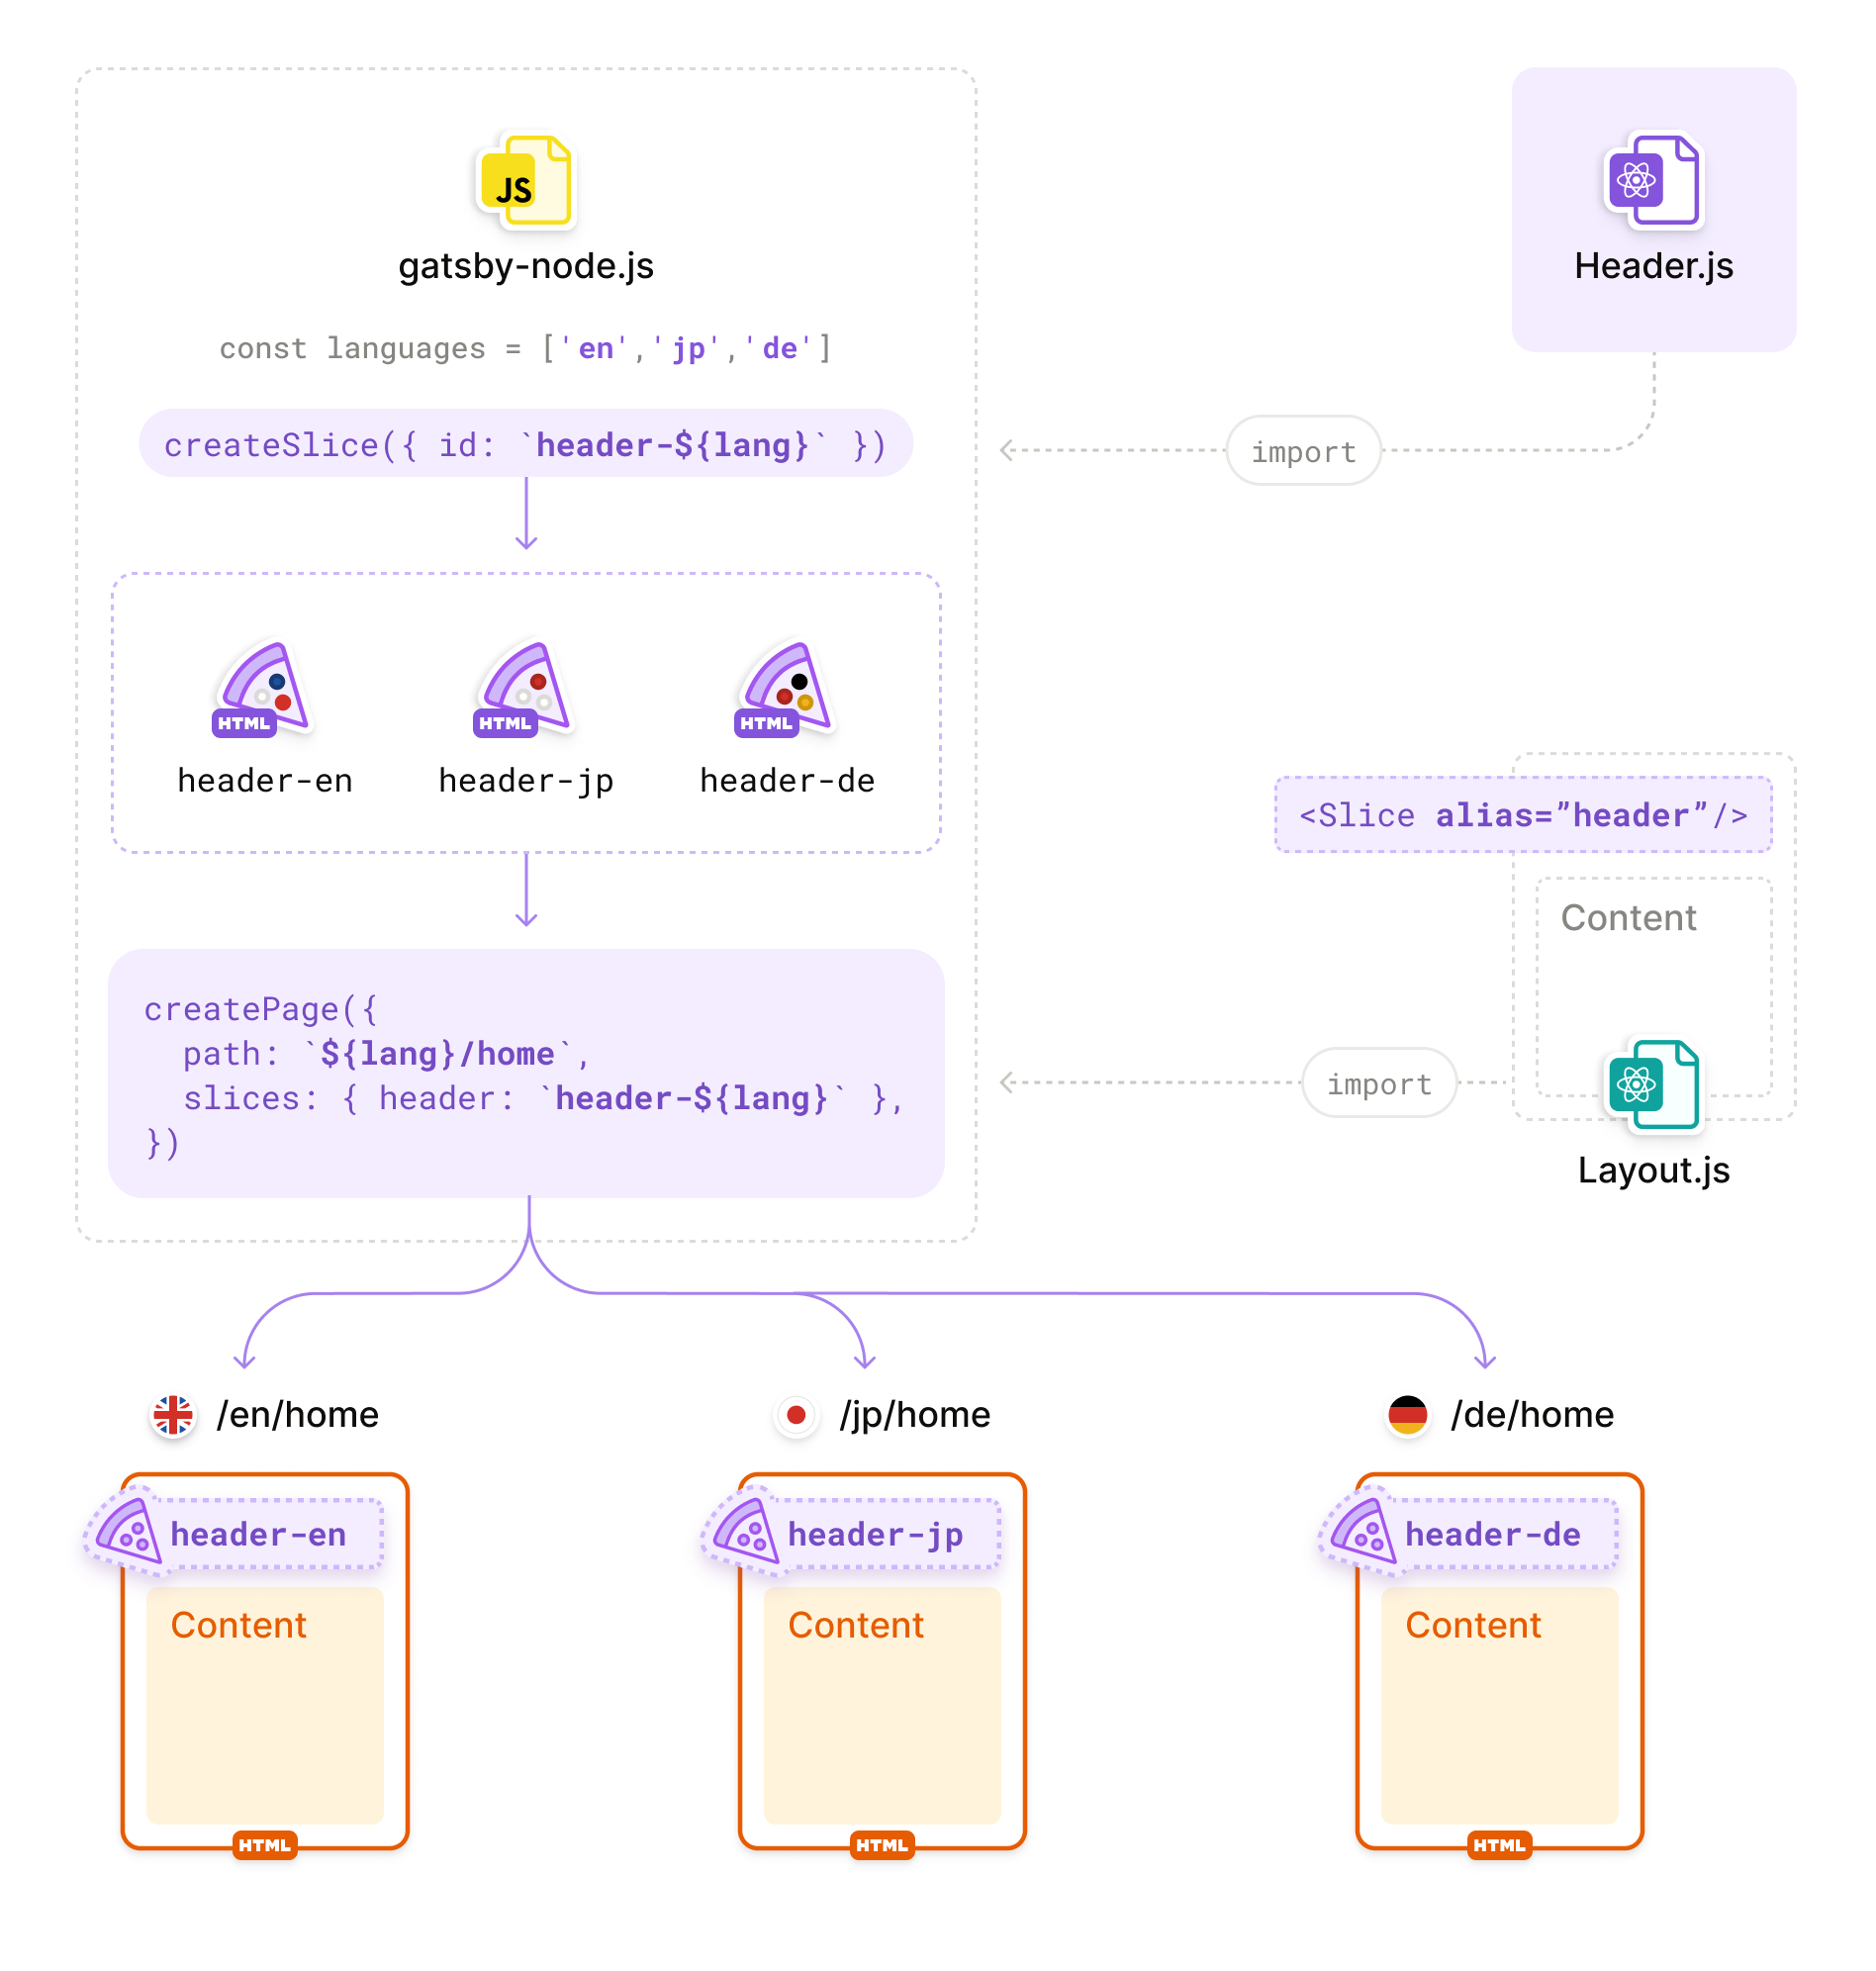 JS
gatsby-node.js
const languages = ['en','jp','de']
createSlice({ id: `header-${lang}` })
HTML
HTML
HTML
header-en
header-jp
header-de
createPage({
  path: `${lang}/home`,
  slices: { header: `header-${lang}` },
})
Header.js
import
<Slice alias=”header”/>
Content
import
Layout.js
/en/home
/jp/home
/de/home
header-en
header-jp
header-de
Content
Content
Content
HTML
HTML
HTML